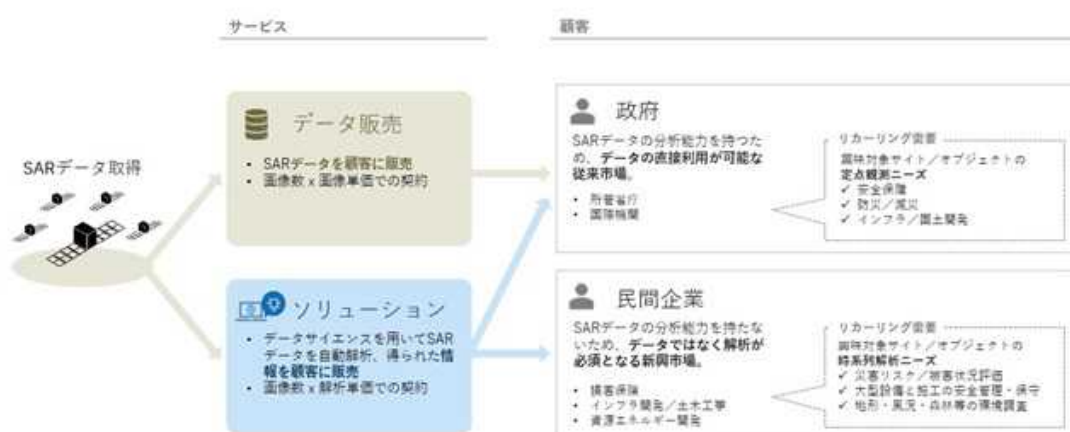 サービス
顧客
SARデータ取得
データ販売
• SARデータを顧客に販売
• 画像数 x 画像単価での契約
ソリューション
• データサイエンスを用いてSAR
データを自動解析、得られた情
報を顧客に販売
• 画像数 x 解析単価での契約
政府
SARデータの分析能力を持つた
め、データの直接利用が可能な
従来市場。
• 所管省庁
• 国際機関
リカーリング需要
興味対象サイト／オブジェクトの
定点観測ニーズ
✓ 安全保障
✓ 防災／減災
✓ インフラ／国土開発
民間企業
SARデータの分析能力を持たな
いため、データではなく解析が
必須となる新興市場。
• 損害保険
• インフラ開発／土木工事
• 資源エネルギー開発
リカーリング需要
興味対象サイト／オブジェクトの
時系列解析ニーズ
✓ 災害リスク／被害状況評価
✓ 大型設備と施工の安全管理・保守
✓ 地形・風況・森林等の環境調査